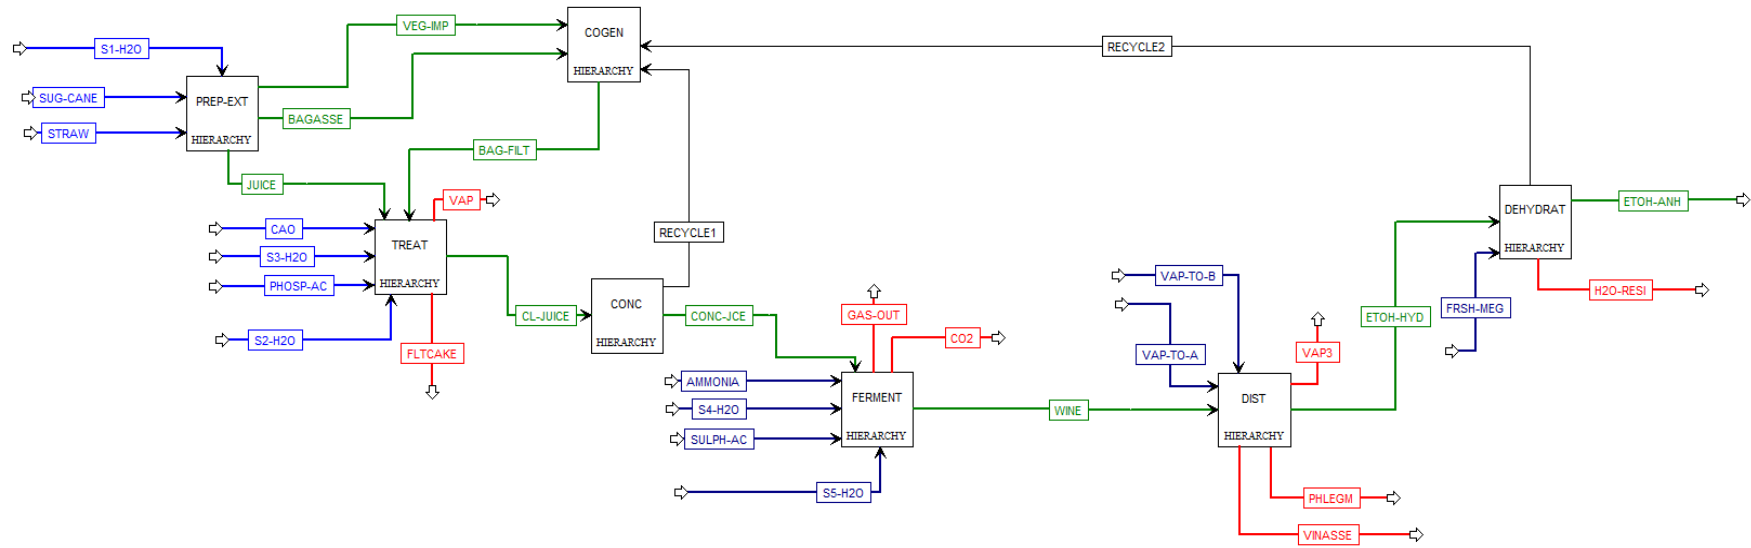 VEG-IMP
COGEN
HIERARCHY
S1-H2O
RECYCLE2
SUG-CANE
PREP-EXT
HIERARCHY
STRAW
BAGASSE
BAG-FILT
JUICE
VAP
CAO
S3-H2O
PHOSP-AC
TREAT
HIERARCHY
S2-H2O
FLTCAKE
RECYCLE1
CL-JUICE
CONC
HIERARCHY
CONC-JCE
GAS-OUT
CO2
AMMONIA
S4-H2O
SULPH-AC
FERMENT
HIERARCHY
S5-H2O
WINE
VAP-TO-B
VAP-TO-A
VAP3
DIST
HIERARCHY
PHLEGM
VINASSE
ETOH-HYD
FRSH-MEG
DEHYDRAT
HIERARCHY
ETOH-ANH
H2O-RESI